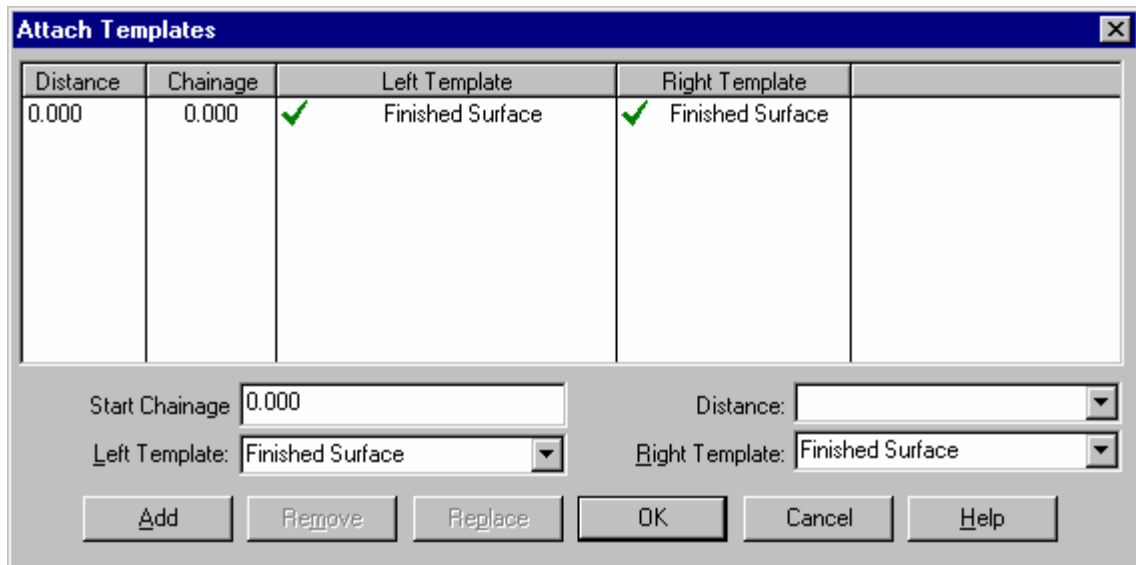 Attach Templates
Distance Chainage Left Template Right Template
0.000 0.000 Finished Surface Finished Surface
Start Chainage 0.000 Distance:
Left Template: Finished Surface Right Template: Finished Surface
Add Remove Replace OK Cancel Help